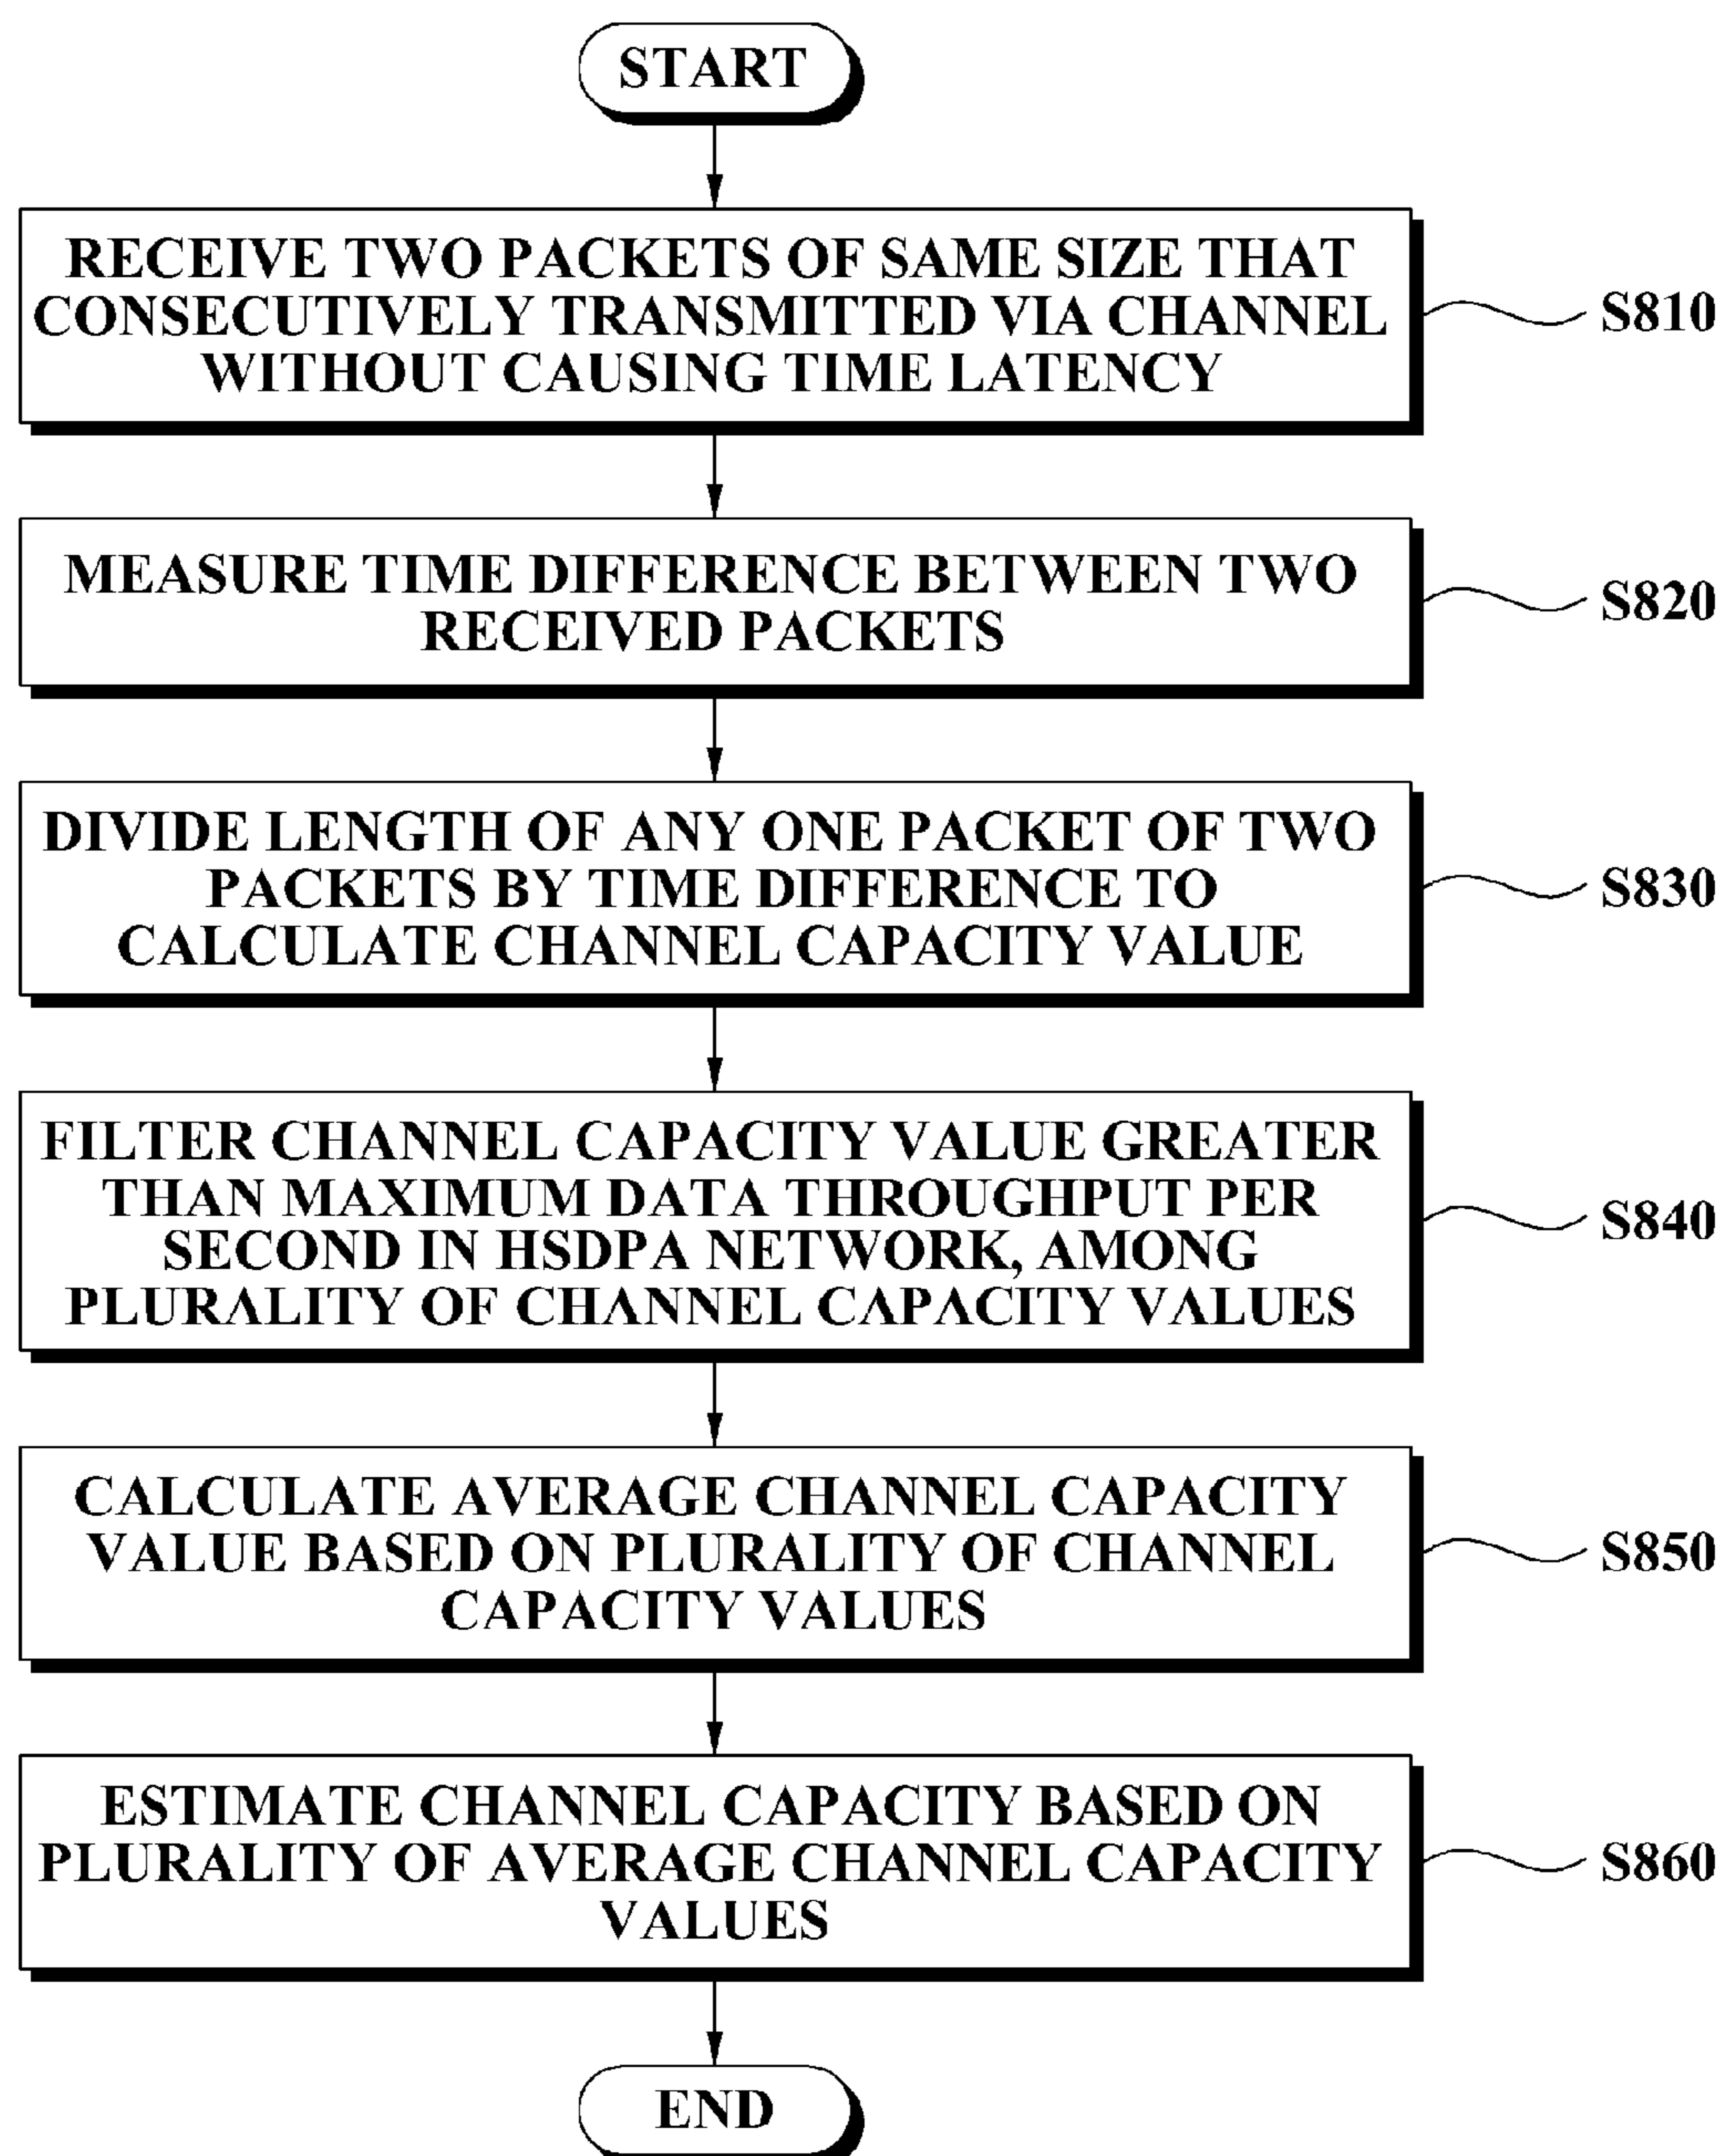 START
RECEIVE TWO PACKETS OF SAME SIZE THAT
CONSECUTIVELY TRANSMITTED VIA CHANNEL
WITHOUT CAUSING TIME LATENCY
S810
MEASURE TIME DIFFERENCE BETWEEN TWO
RECEIVED PACKETS
S820
DIVIDE LENGTH OF ANY ONE PACKET OF TWO
PACKETS BY TIME DIFFERENCE TO
CALCULATE CHANNEL CAPACITY VALUE
S830
FILTER CHANNEL CAPACITY VALUE GREATER
THAN MAXIMUM DATA THROUGHPUT PER
SECOND IN HSDPA NETWORK, AMONG
PLURALITY OF CHANNEL CAPACITY VALUES
S840
CALCULATE AVERAGE CHANNEL CAPACITY
VALUE BASED ON PLURALITY OF CHANNEL
CAPACITY VALUES
S850
ESTIMATE CHANNEL CAPACITY BASED ON
PLURALITY OF AVERAGE CHANNEL CAPACITY
VALUES
S860
END